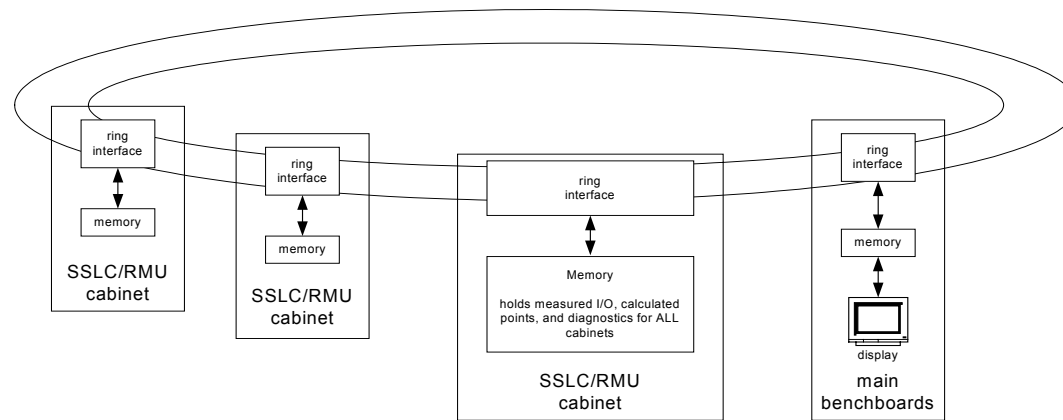 ring
interface
memory
SSLC/RMU
cabinet
ring
interface
memory
SSLC/RMU
cabinet
ring
interface
Memory
holds measured I/O, calculated
points, and diagnostics for ALL
cabinets
SSLC/RMU
cabinet
ring
interface
memory
display
main
benchboards